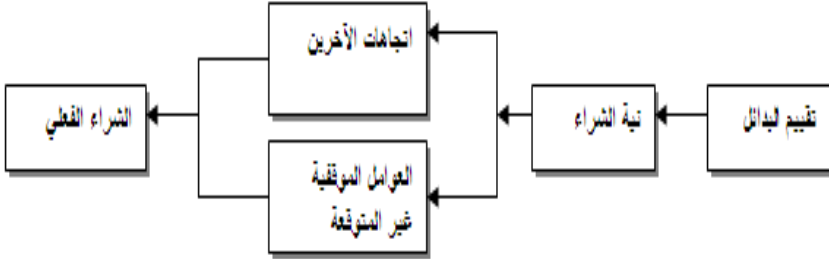 تقييم البدائل
نية الشراء
اتجاهات الآخرين
العوامل الموقفية
غير المتوقعة
الشراء الفعلي